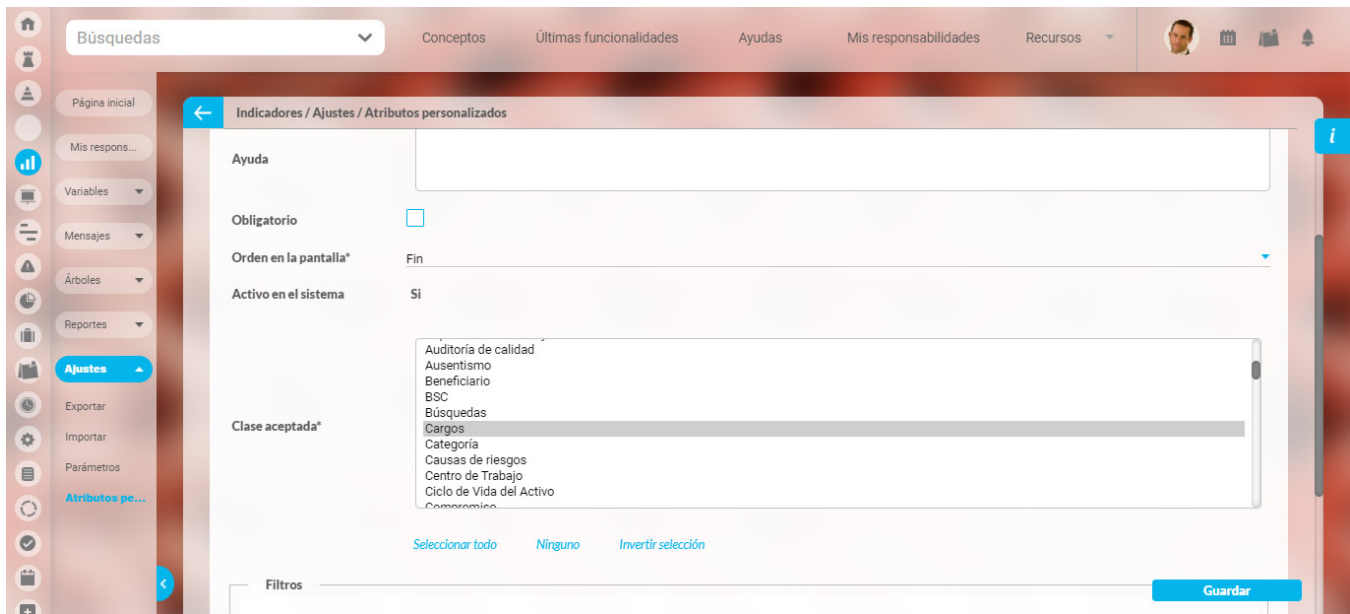 Búsquedas
Conceptos
Últimas funcionalidades
Ayudas
Mis responsabilidades
Recursos
Página inicial
Mis respons...
Variables
Mensajes
Árboles
Reportes
Ajustes
Exportar
Importar
Parámetros
Atributos pe...
Indicadores / Ajustes / Atributos personalizados
i
Ayuda
Obligatorio
Orden en la pantalla*
Fin
Activo en el sistema
Si
Clase aceptada*
Auditoría de calidad
Ausentismo
Beneficiario
BSC
Búsquedas
Cargos
Categoría
Causas de riesgos
Centro de Trabajo
Ciclo de Vida del Activo
Compromiso
Seleccionar todo
Ninguno
Invertir selección
Filtros
Guardar